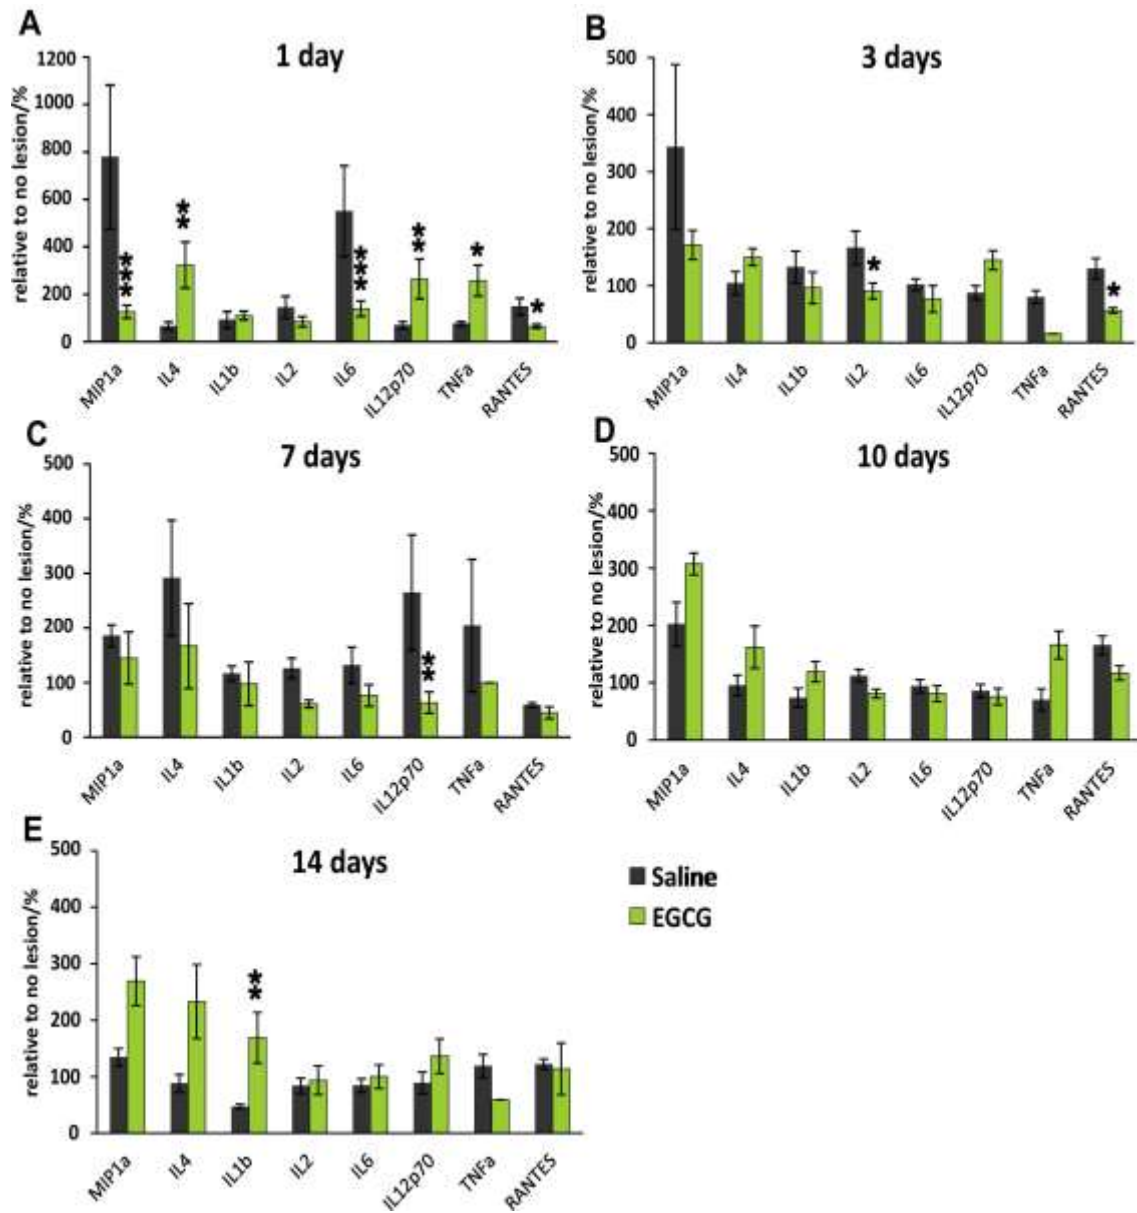 A
1 day
relative to no lesion/%
1200
1000
800
600
400
200
0
*** ** *** ** * *
MIP1a IL4 IL1b IL2 IL6 IL12p70 TNFa RANTES
B
3 days
relative to no lesion/%
500
400
300
200
100
0
* *
MIP1a IL4 IL1b IL2 IL6 IL12p70 TNFa RANTES
C
7 days
relative to no lesion/%
500
400
300
200
100
0
**
MIP1a IL4 IL1b IL2 IL6 IL12p70 TNFa RANTES
D
10 days
relative to no lesion/%
500
400
300
200
100
0
MIP1a IL4 IL1b IL2 IL6 IL12p70 TNFa RANTES
E
14 days
relative to no lesion/%
500
400
300
200
100
0
**
MIP1a IL4 IL1b IL2 IL6 IL12p70 TNFa RANTES
Saline
EGCG